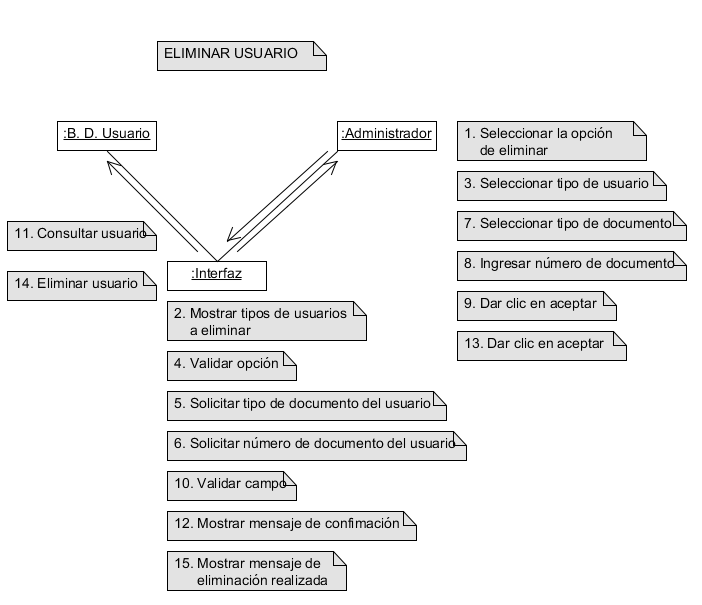 ELIMINAR USUARIO
:B. D. Usuario
:Administrador
1. Seleccionar la opción
de eliminar
3. Seleccionar tipo de usuario
7. Seleccionar tipo de documento
8. Ingresar número de documento
9. Dar clic en aceptar
13. Dar clic en aceptar
11. Consultar usuario
14. Eliminar usuario
:Interfaz
2. Mostrar tipos de usuarios
a eliminar
4. Validar opción
5. Solicitar tipo de documento del usuario
6. Solicitar número de documento del usuario
10. Validar campo
12. Mostrar mensaje de confimación
15. Mostrar mensaje de
eliminación realizada